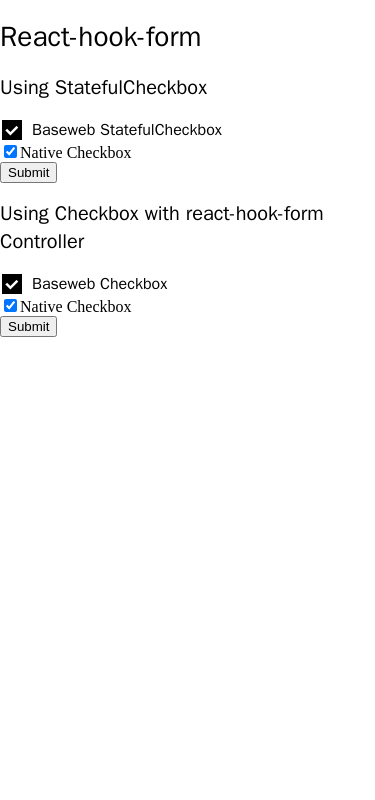 React-hook-form
Using StatefulCheckbox
Baseweb StatefulCheckbox
Native Checkbox
Submit
Using Checkbox with react-hook-form
Controller
Baseweb Checkbox
Native Checkbox
Submit